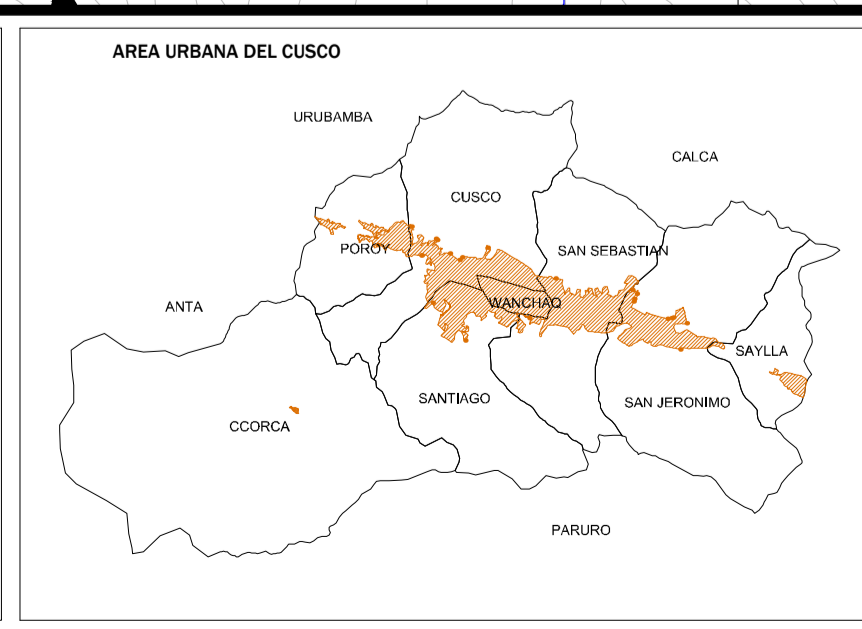 AREA URBANA DEL CUSCO
URUBAMBA
CALCA
CUSCO
SAN SEBASTIAN
POROY
ANTA
WANCHAQ
SAYLLA
SANTIAGO
SAN JERONIMO
CCORCA
PARURO